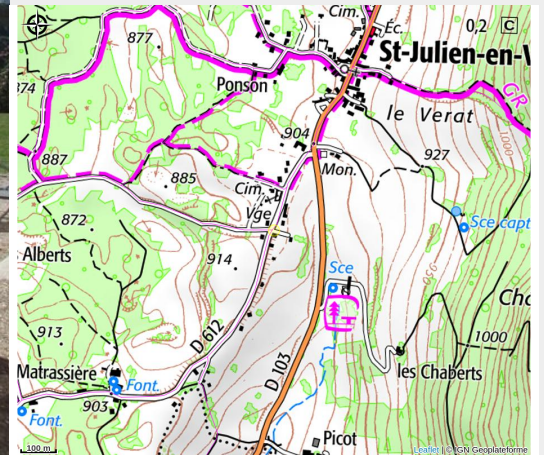 Cim.
877
Éc.
0,2
C
St-Julien-en-V
874
Ponson
GR
le Verat
1000
904
887
927
Mon.
885
Cim.
Vge
872
Sce capt
Alberts
914
950
Sce
Cha
913
D 612
1000
D 103
Matrassière
Font.
les Chaberts
903
Font.
Picot
100 m
Leaflet | © IGN Geoplateforme